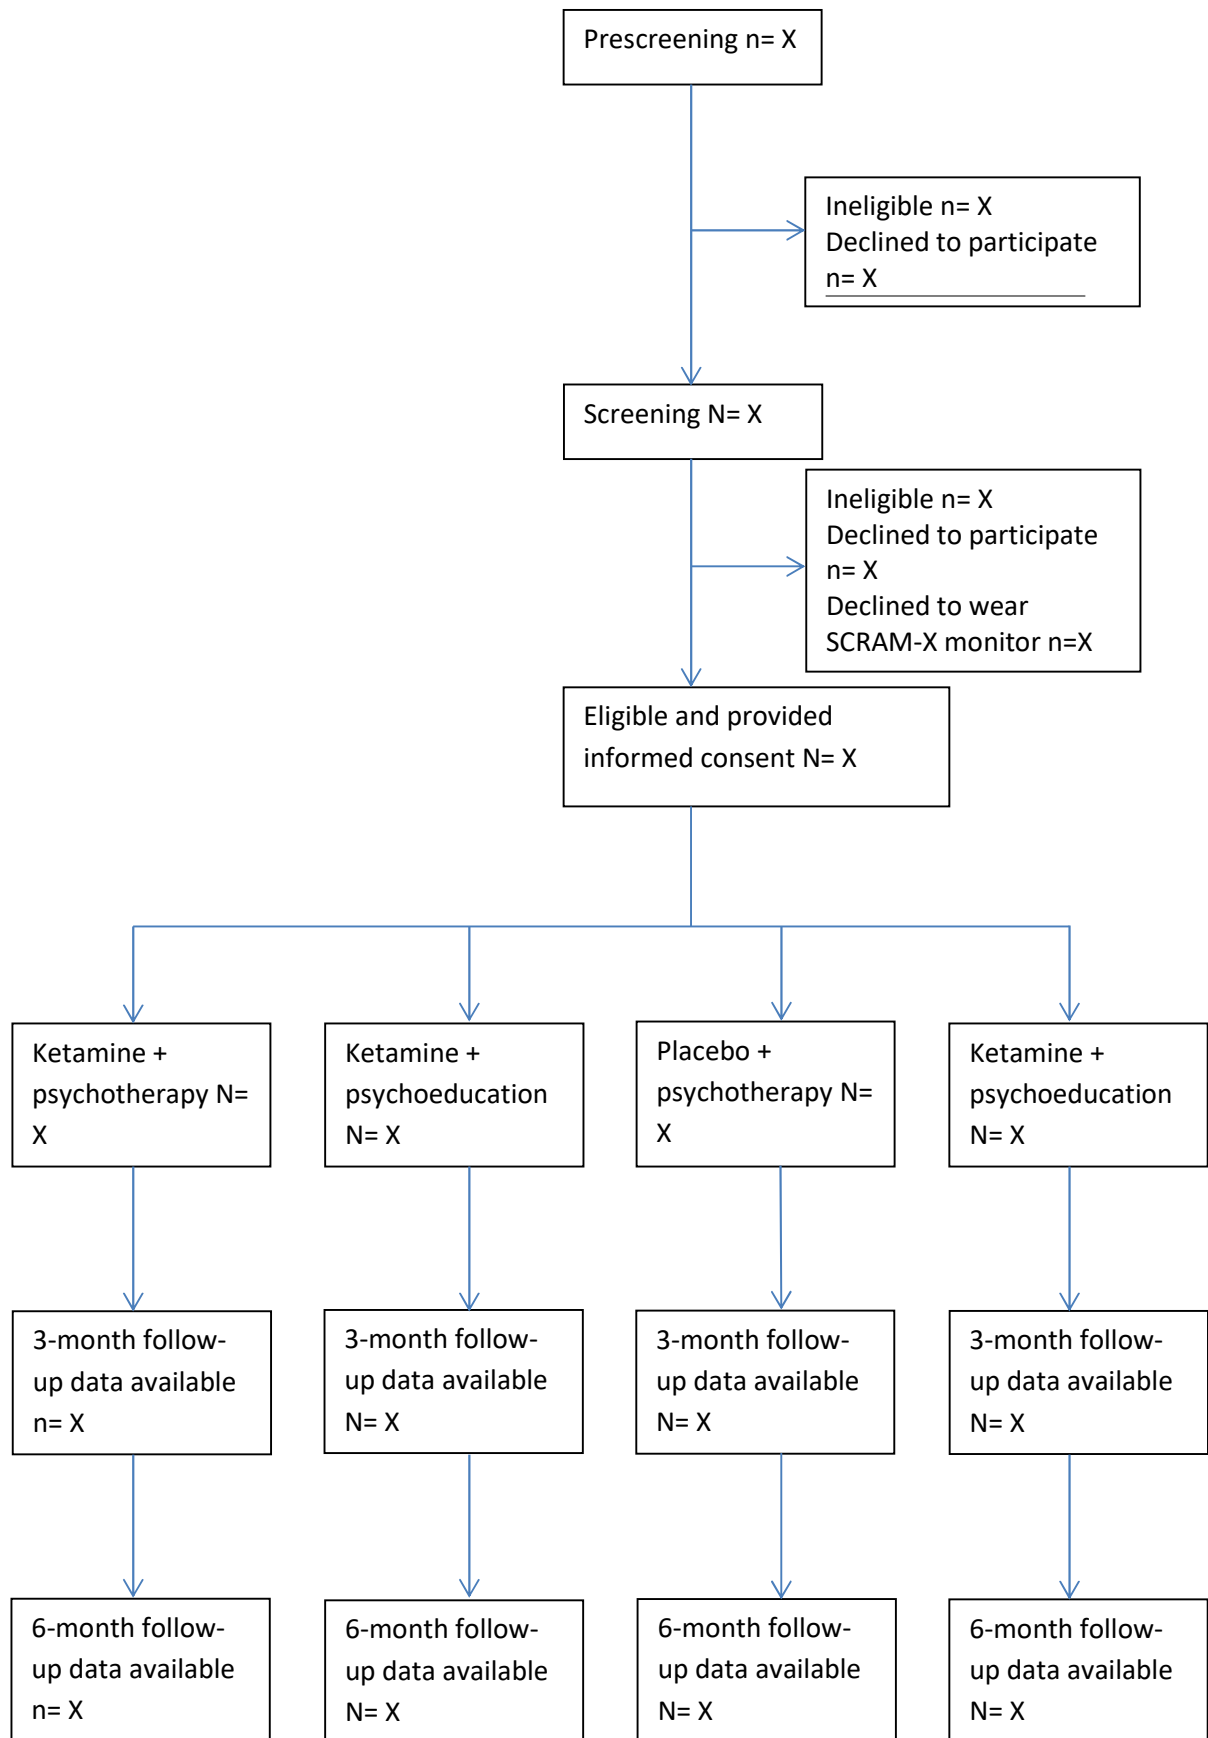 Prescreening n= X
Ineligible n= X
Declined to participate
n= X
Screening N= X
Ineligible n= X
Declined to participate
n= X
Declined to wear
SCRAM-X monitor n=X
Eligible and provided
informed consent N= X
Ketamine +
psychotherapy N=
X
Ketamine +
psychoeducation
N= X
Placebo +
psychotherapy N=
X
Ketamine +
psychoeducation
N= X
3-month follow-
up data available
n= X
3-month follow-
up data available
N= X
3-month follow-
up data available
N= X
3-month follow-
up data available
N= X
6-month follow-
up data available
n= X
6-month follow-
up data available
N= X
6-month follow-
up data available
N= X
6-month follow-
up data available
N= X